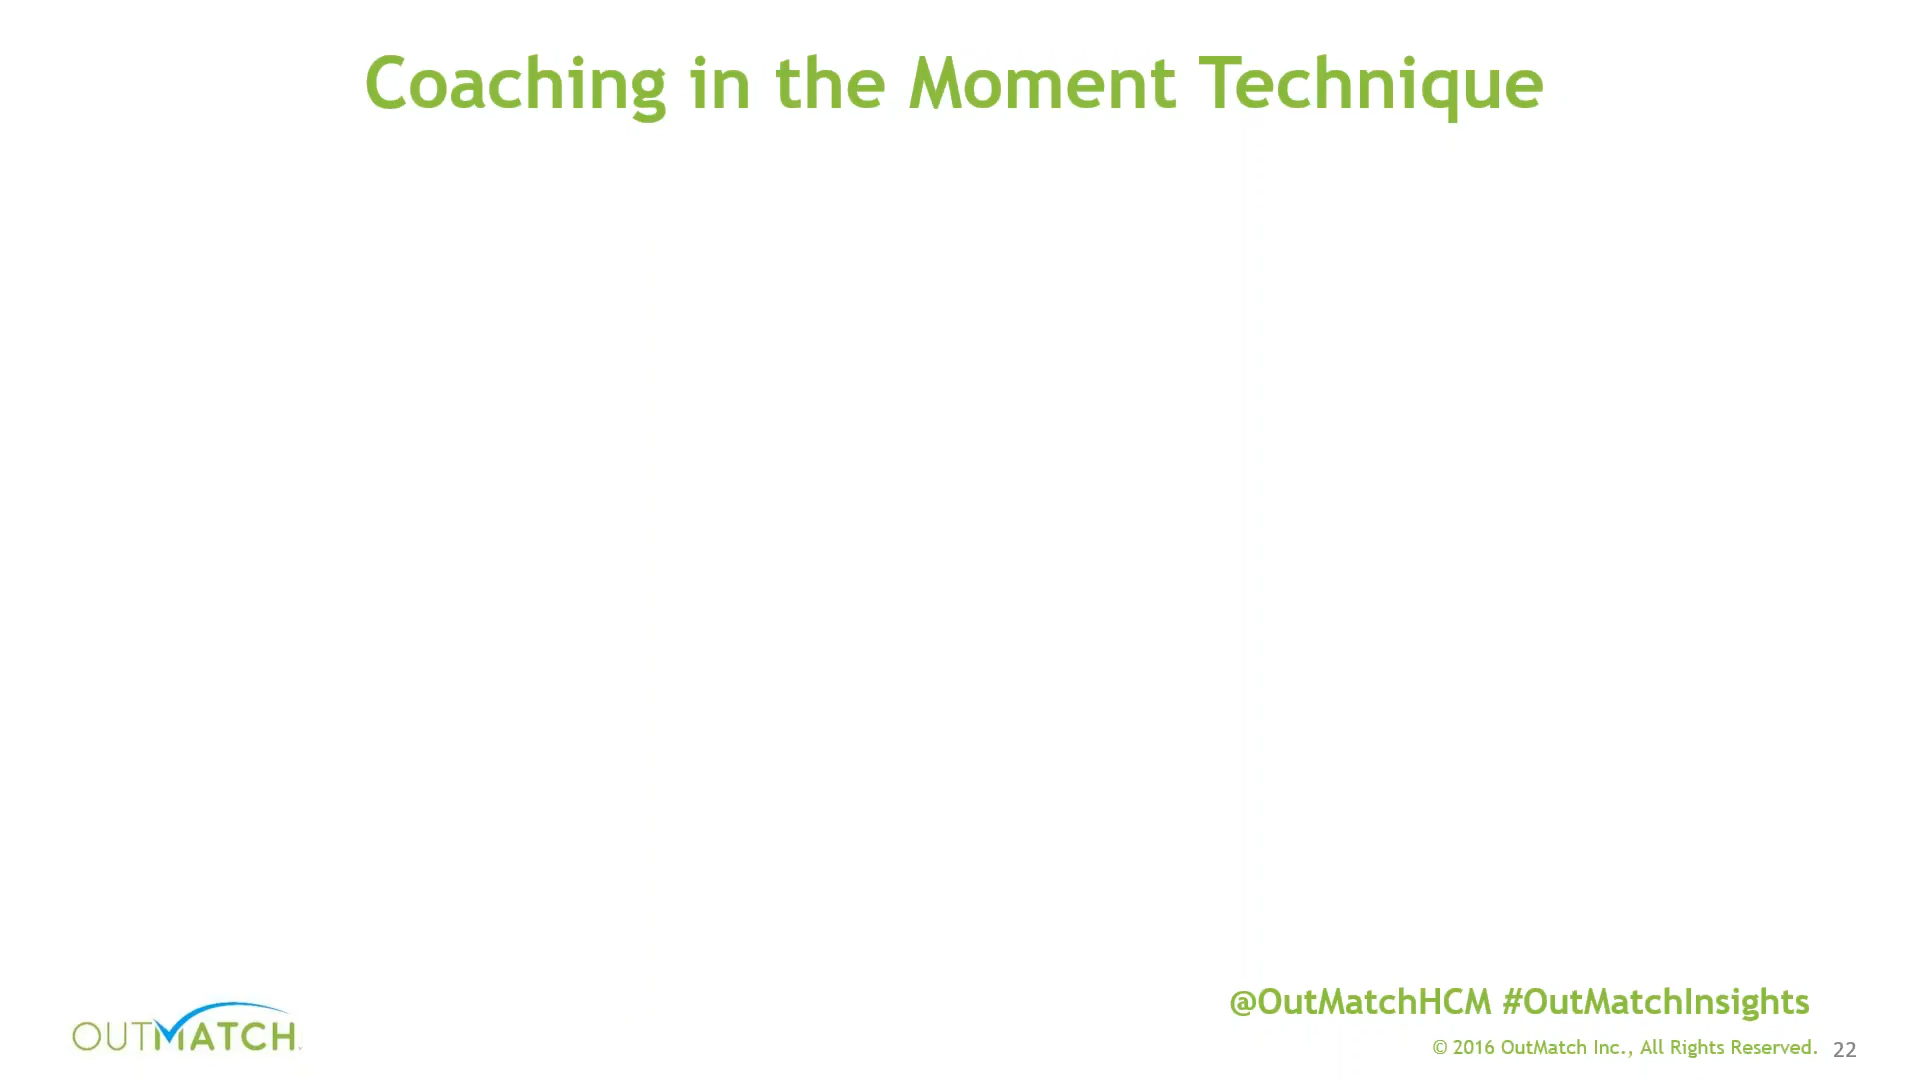 Coaching in the Moment Technique
@OutMatchHCM #OutMatchInsights
OUTMATCH
© 2016 OutMatch Inc., All Rights Reserved. 22